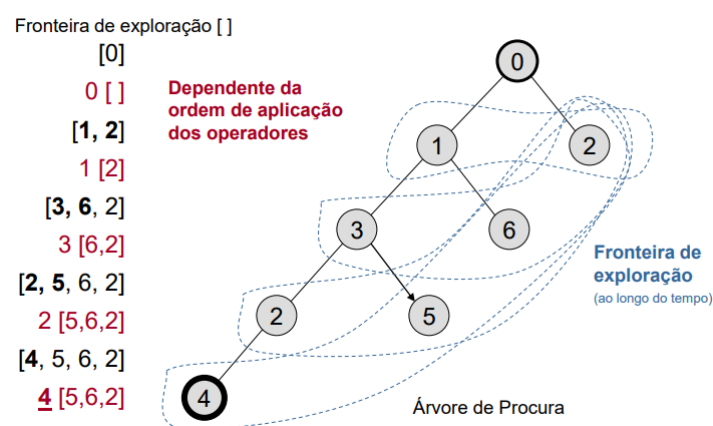 Fronteira de exploração [ ]
[0]
0 [ ]
[1, 2]
1 [2]
[3, 6, 2]
3 [6,2]
[2, 5, 6, 2]
2 [5,6,2]
[4, 5, 6, 2]
4 [5,6,2]
Dependente da
ordem de aplicação
dos operadores
0
1
2
3
6
2
5
4
Fronteira de
exploração
(ao longo do tempo)
Árvore de Procura